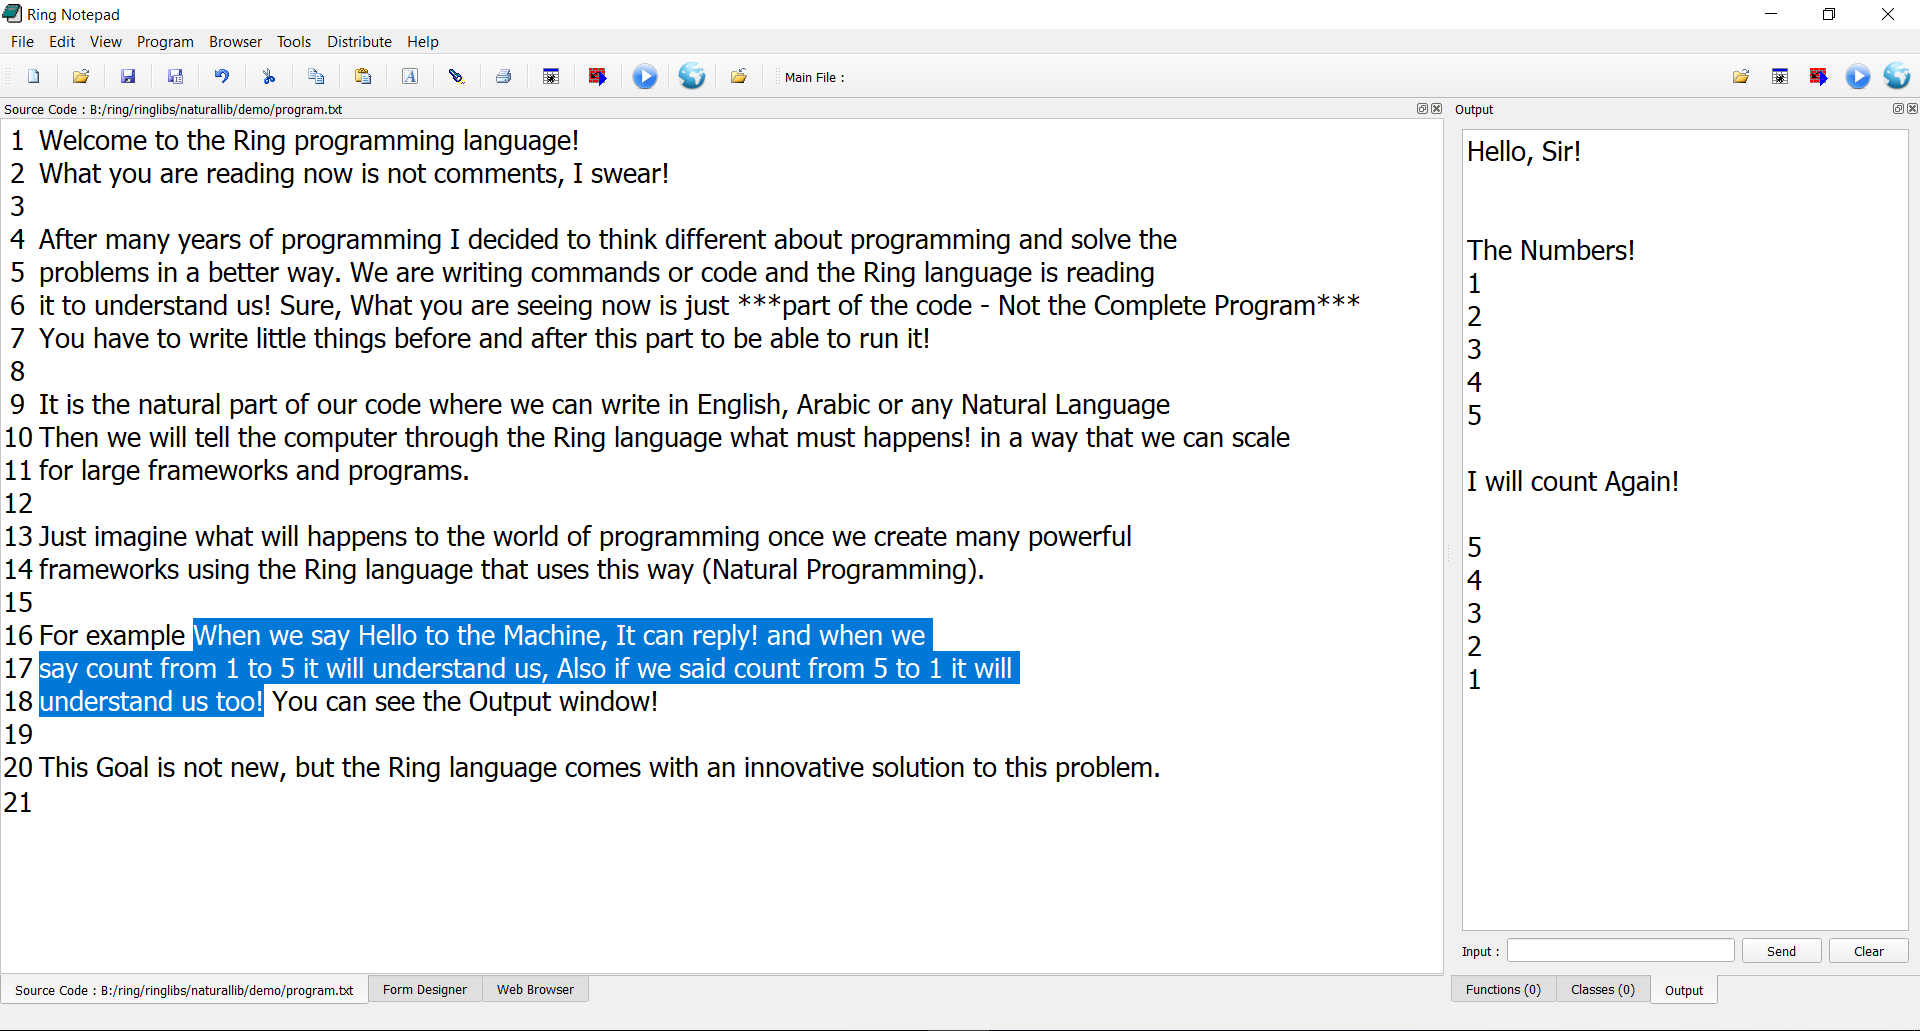 Ring Notepad
File Edit View Program Browser Tools Distribute Help
Main File :
Source Code : B:/ring/ringlibs/naturallib/demo/program.txt
1 Welcome to the Ring programming language!
2 What you are reading now is not comments, I swear!
3
4 After many years of programming I decided to think different about programming and solve the
5 problems in a better way. We are writing commands or code and the Ring language is reading
6 it to understand us! Sure, What you are seeing now is just ***part of the code - Not the Complete Program***
7 You have to write little things before and after this part to be able to run it!
8
9 It is the natural part of our code where we can write in English, Arabic or any Natural Language
10 Then we will tell the computer through the Ring language what must happens! in a way that we can scale
11 for large frameworks and programs.
12
13 Just imagine what will happens to the world of programming once we create many powerful
14 frameworks using the Ring language that uses this way (Natural Programming).
15
16 For example When we say Hello to the Machine, It can reply! and when we
17 say count from 1 to 5 it will understand us, Also if we said count from 5 to 1 it will
18 understand us too! You can see the Output window!
19
20 This Goal is not new, but the Ring language comes with an innovative solution to this problem.
21
Source Code : B:/ring/ringlibs/naturallib/demo/program.txt Form Designer Web Browser
Output
Hello, Sir!
The Numbers!
1
2
3
4
5
I will count Again!
5
4
3
2
1
Input : Send Clear
Functions (0) Classes (0) Output